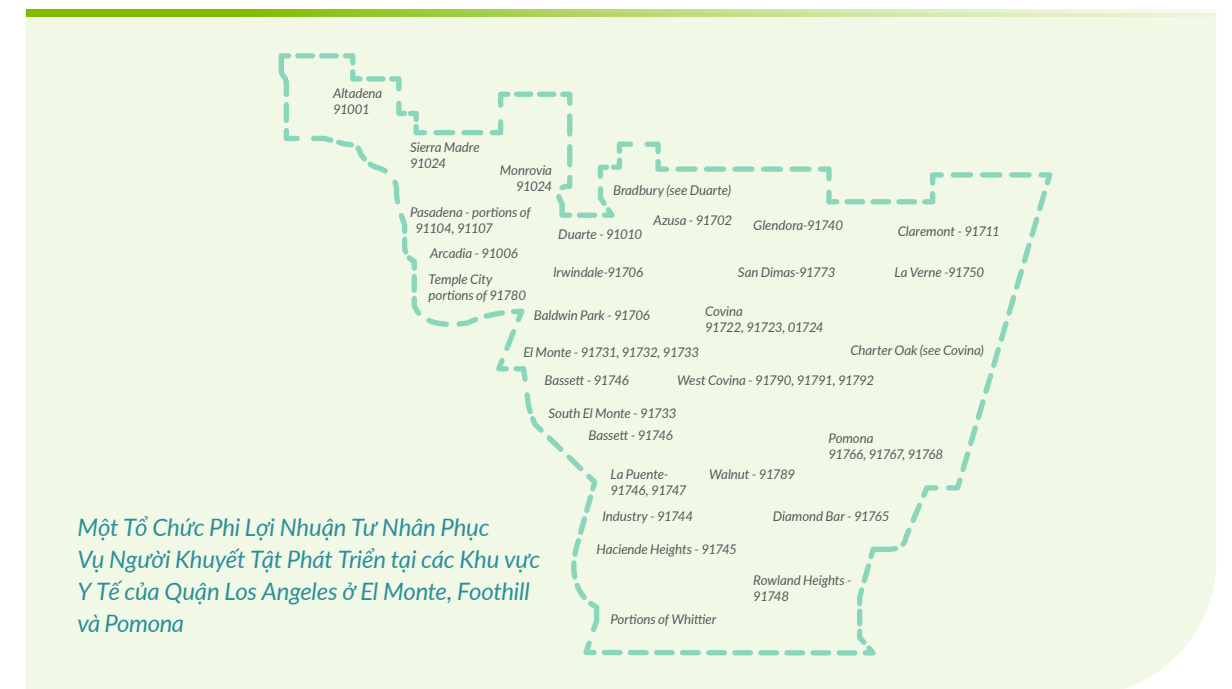 Altadena
91001
Sierra Madre
91024
Monrovia
91024
Bradbury (see Duarte)
Pasadena - portions of
91104, 91107
Azusa - 91702
Glendora-91740
Duarte - 91010
Claremont - 91711
Arcadia - 91006
Irwindale-91706
San Dimas-91773
La Verne -91750
Temple City
portions of 91780
Baldwin Park - 91706
Covina
91722, 91723, 01724
El Monte - 91731, 91732, 91733
Charter Oak (see Covina)
Bassett - 91746
West Covina - 91790, 91791, 91792
South El Monte - 91733
Bassett - 91746
Pomona
91766, 91767, 91768
La Puente-
91746, 91747
Walnut - 91789
Industry - 91744
Diamond Bar - 91765
Haciende Heights - 91745
Rowland Heights -
91748
Portions of Whittier
Một Tổ Chức Phi Lợi Nhuận Tư Nhân Phục
Vụ Người Khuyết Tật Phát Triển tại các Khu vực
Y Tế của Quận Los Angeles ở El Monte, Foothill
và Pomona